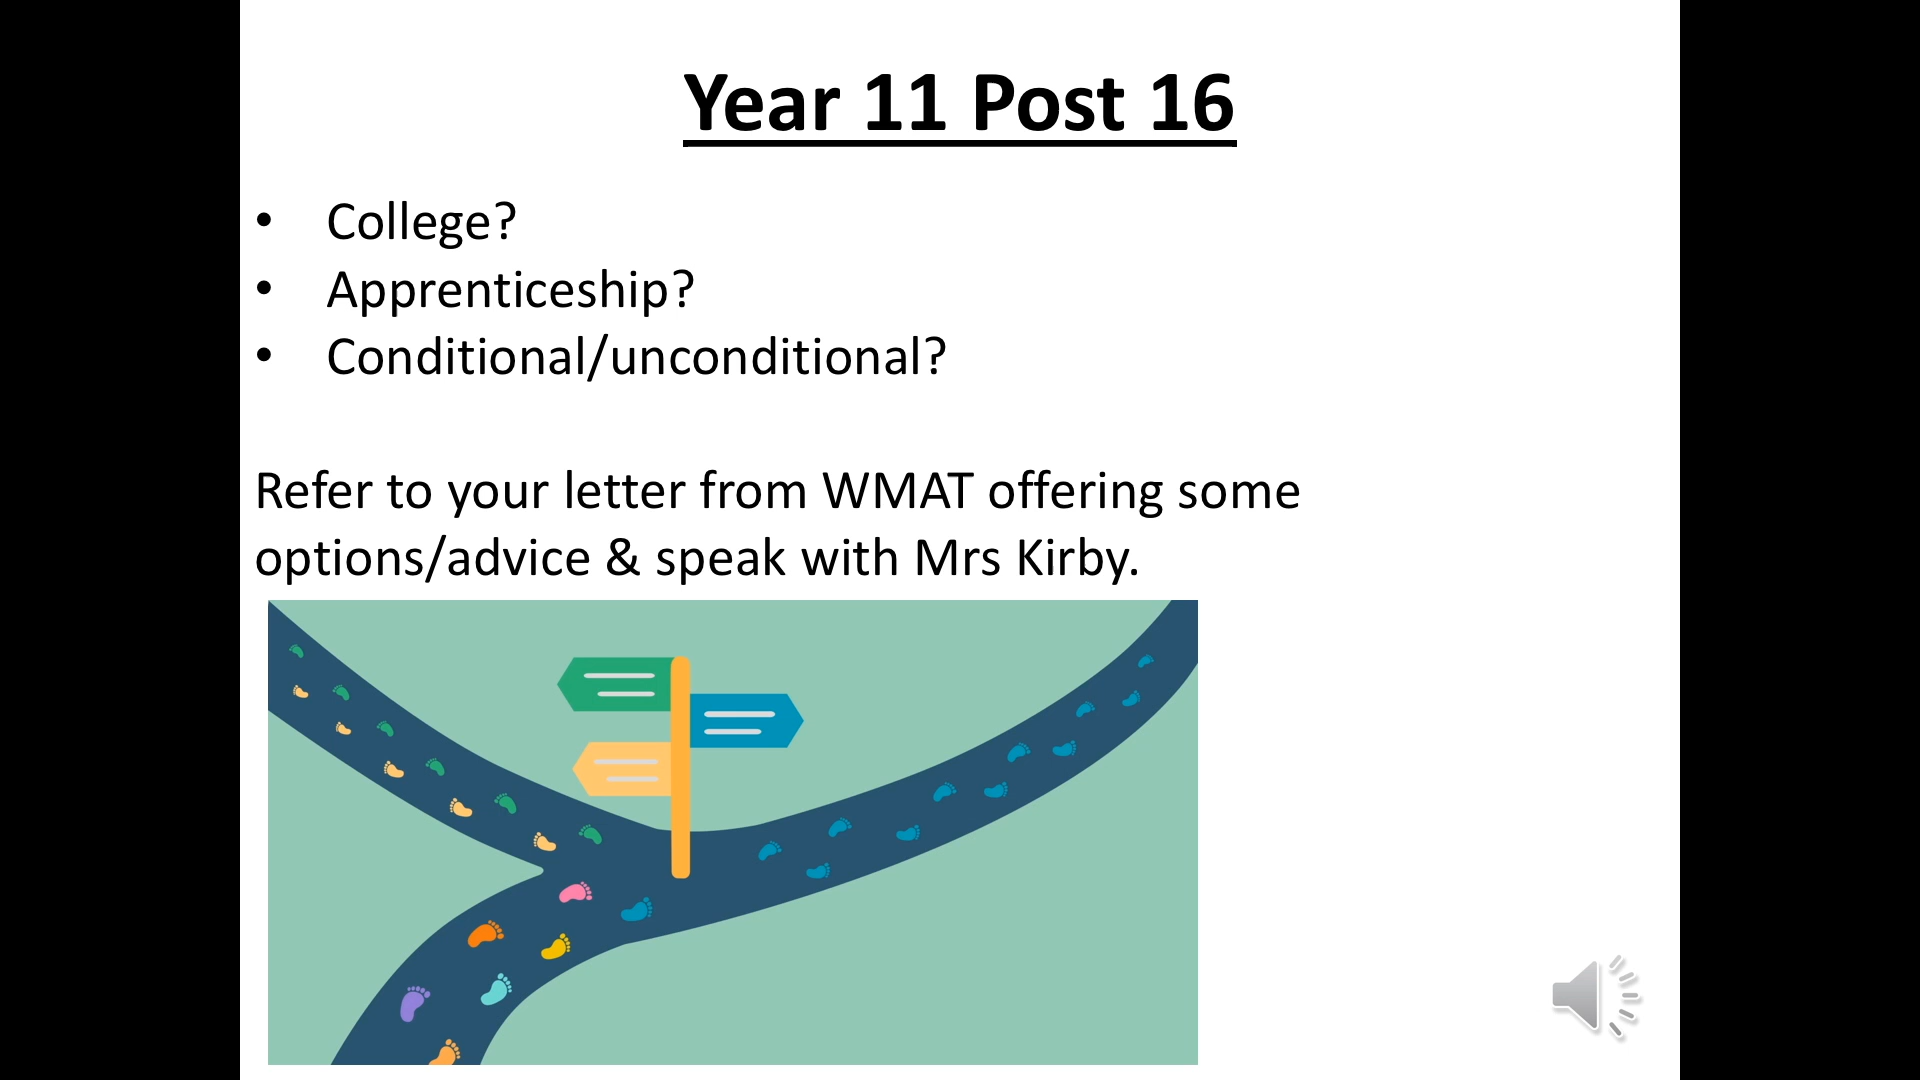 Year 11 Post 16
• College?
• Apprenticeship?
• Conditional/unconditional?
Refer to your letter from WMAT offering some
options/advice & speak with Mrs Kirby.